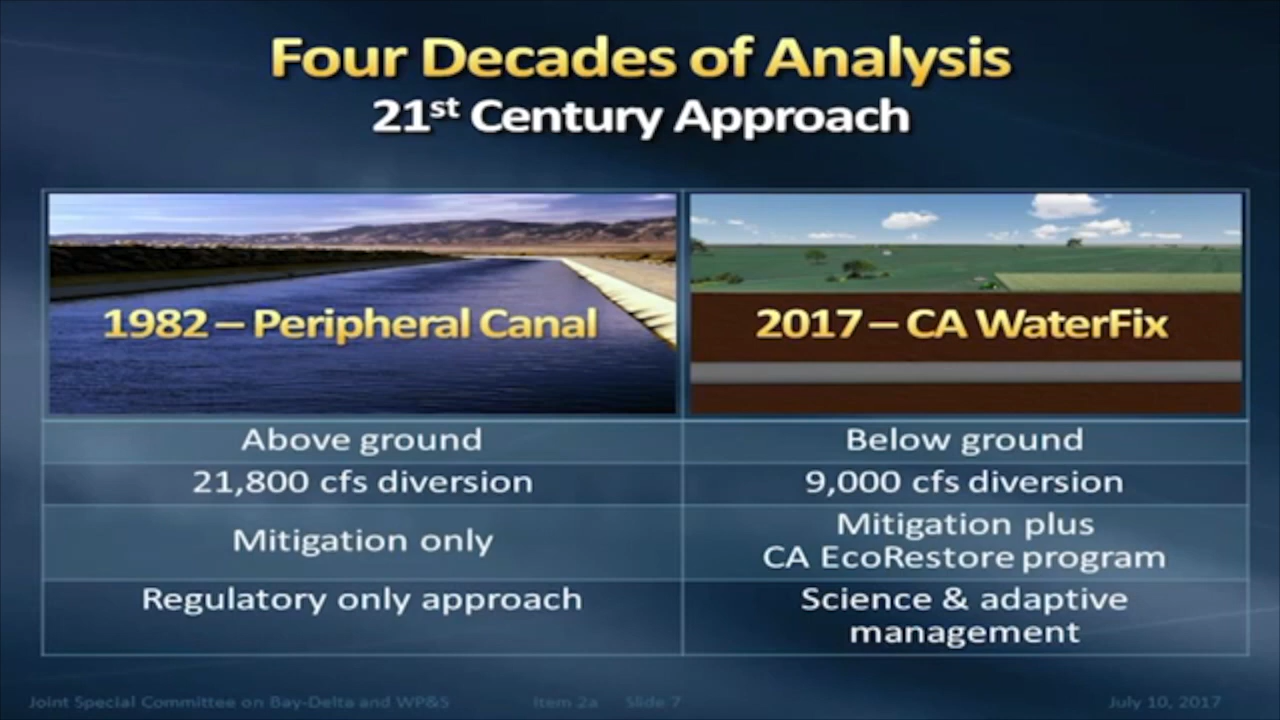 Four Decades of Analysis
21st Century Approach
1982 – Peripheral Canal
2017 – CA WaterFix
Above ground
Below ground
21,800 cfs diversion
9,000 cfs diversion
Mitigation only
Mitigation plus
CA EcoRestore program
Regulatory only approach
Science & adaptive
management
Joint Special Committee on Bay-Delta and WP&S Item 2a Slide 7 July 10, 2017